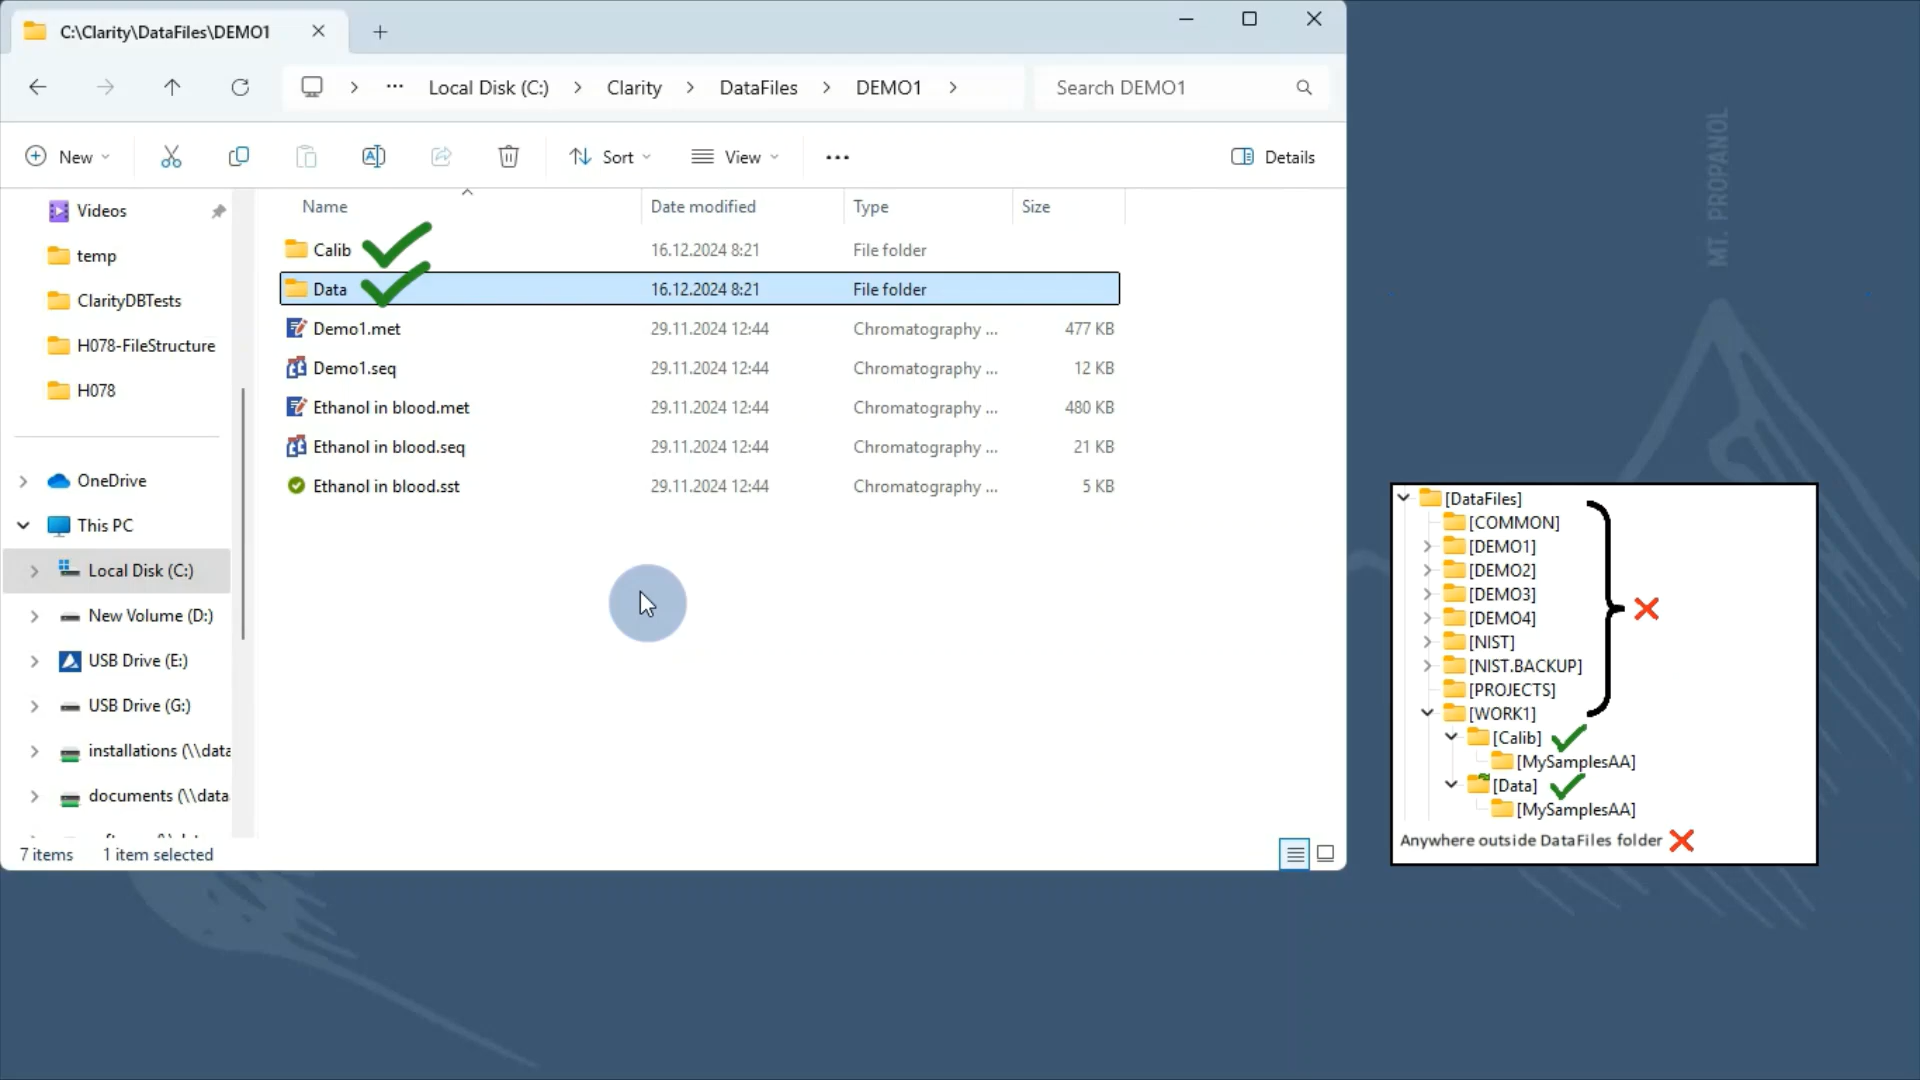 C:\Clarity\DataFiles\DEMO1
Local Disk (C:)
Clarity
DataFiles
DEMO1
Search DEMO1
New
Sort
View
Details
Name
Date modified
Type
Size
Videos
temp
ClarityDBTests
H078-FileStructure
H078
OneDrive
This PC
Local Disk (C:)
New Volume (D:)
USB Drive (E:)
USB Drive (G:)
installations (\\data
documents (\\data
Calib 16.12.2024 8:21 File folder
Data 16.12.2024 8:21 File folder
Demo1.met 29.11.2024 12:44 Chromatography ... 477 KB
Demo1.seq 29.11.2024 12:44 Chromatography ... 12 KB
Ethanol in blood.met 29.11.2024 12:44 Chromatography ... 480 KB
Ethanol in blood.seq 29.11.2024 12:44 Chromatography ... 21 KB
Ethanol in blood.sst 29.11.2024 12:44 Chromatography ... 5 KB
7 items 1 item selected
MT. PROPANOL
[DataFiles]
[COMMON]
[DEMO1]
[DEMO2]
[DEMO3]
[DEMO4]
[NIST]
[NIST.BACKUP]
[PROJECTS]
[WORK1]
[Calib]
[MySamplesAA]
[Data]
[MySamplesAA]
Anywhere outside DataFiles folder